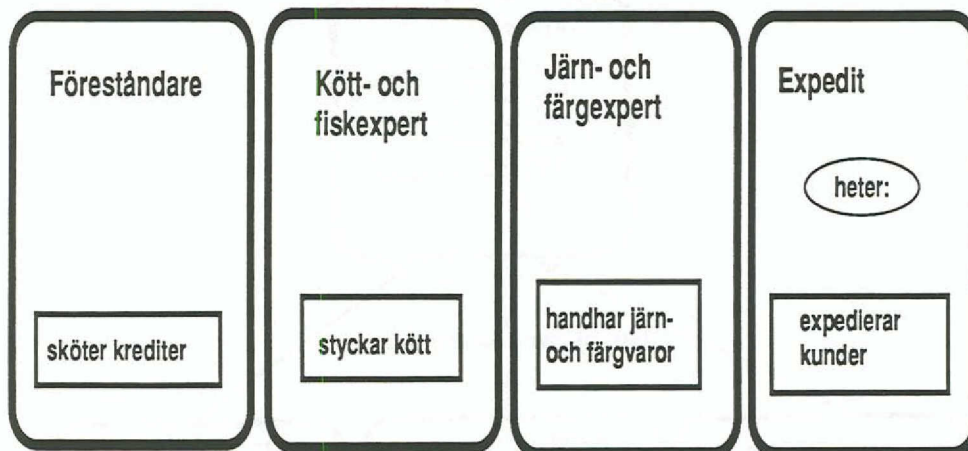 Föreståndare
sköter krediter
Kött- och
fiskexpert
styckar kött
Järn- och
färgexpert
handhar järn-
och färgvaror
Expedit
heter:
expedierar
kunder